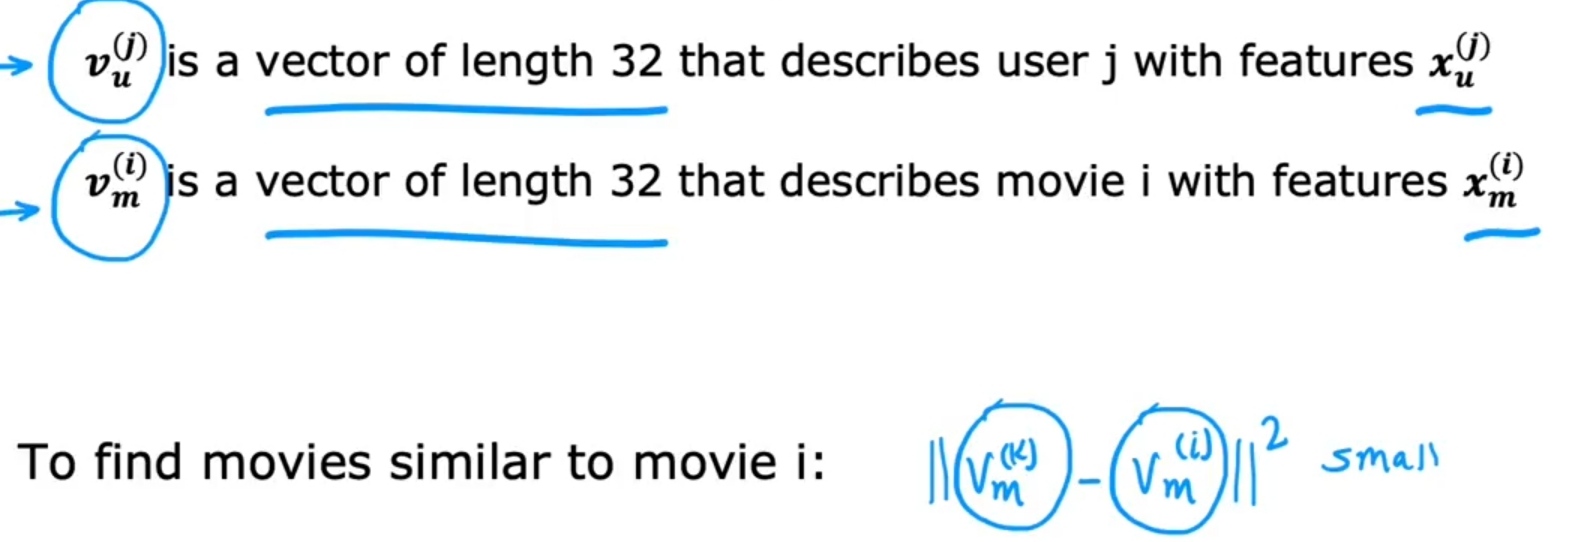 v_u^(j) is a vector of length 32 that describes user j with features x_u^(j)
v_m^(i) is a vector of length 32 that describes movie i with features x_m^(i)
To find movies similar to movie i: ||v_m^(k) - v_m^(i)||^2 small